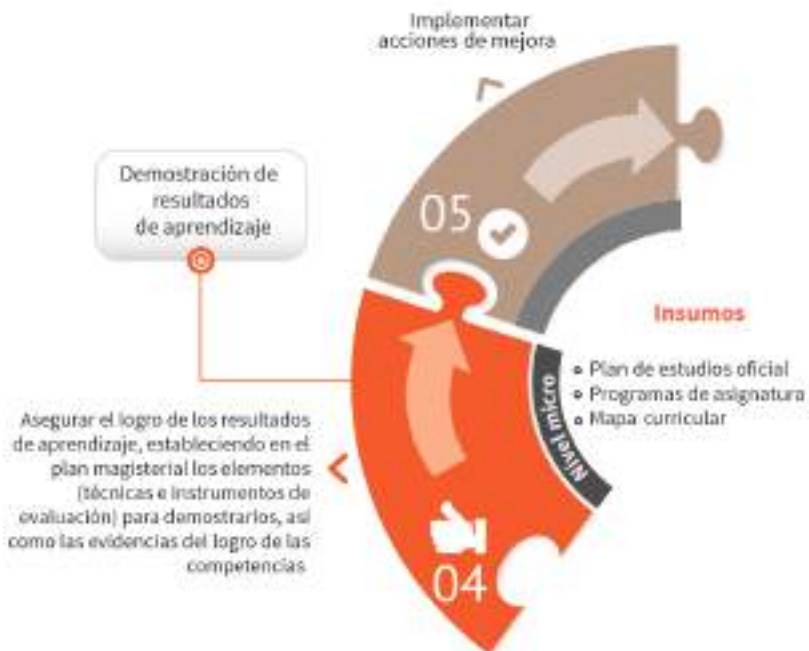 Implementar
acciones de mejora
Demostración de
resultados
de aprendizaje
05
Insumos
• Plan de estudios oficial
• Programas de asignatura
• Mapa curricular
Nivel micro
Asegurar el logro de los resultados
de aprendizaje, estableciendo en el
plan magisterial los elementos
(técnicas e instrumentos de
evaluación) para demostrarlos, así
como las evidencias del logro de las
competencias
04